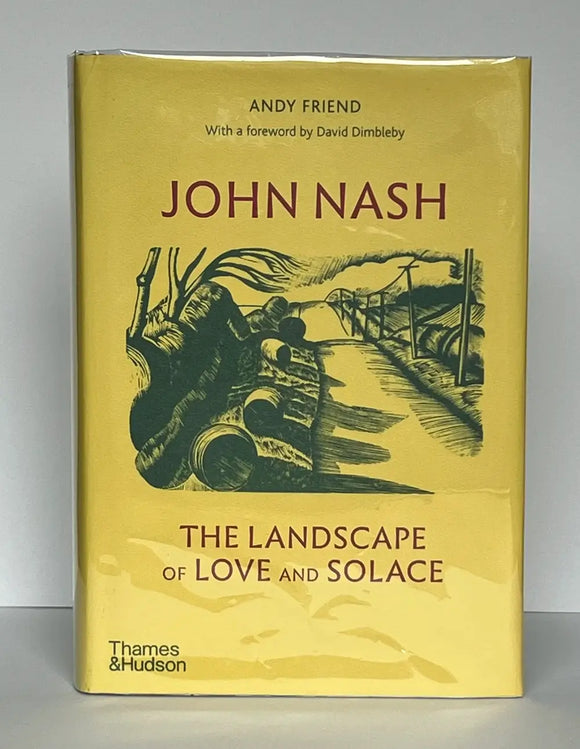 ANDY FRIEND
With a foreword by David Dimbleby
JOHN NASH
THE LANDSCAPE
OF LOVE AND SOLACE
Thames
&Hudson